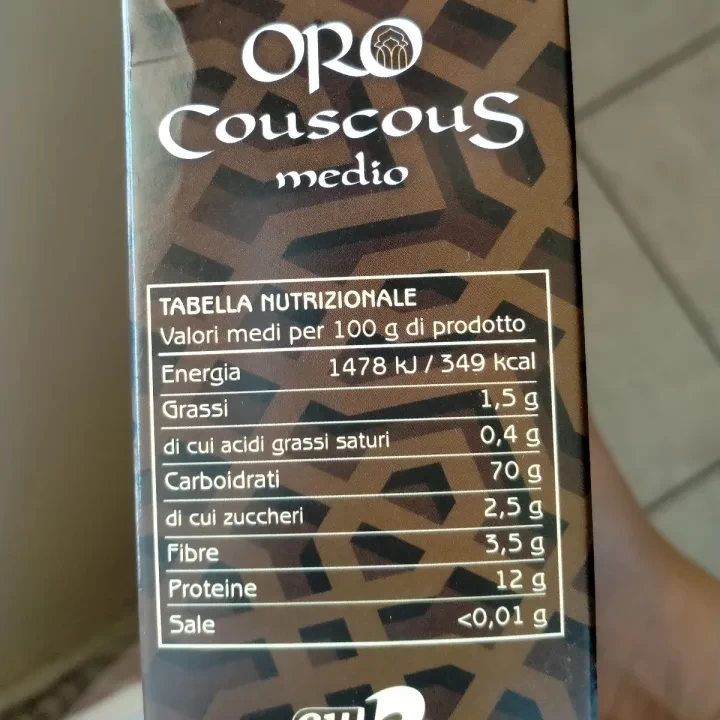 ORO
Couscous
medio
TABELLA NUTRIZIONALE
Valori medi per 100 g di prodotto
Energia 1478 kJ / 349 kcal
Grassi 1,5 g
di cui acidi grassi saturi 0,4 g
Carboidrati 70 g
di cui zuccheri 2,5 g
Fibre 3,5 g
Proteine 12 g
Sale <0,01 g